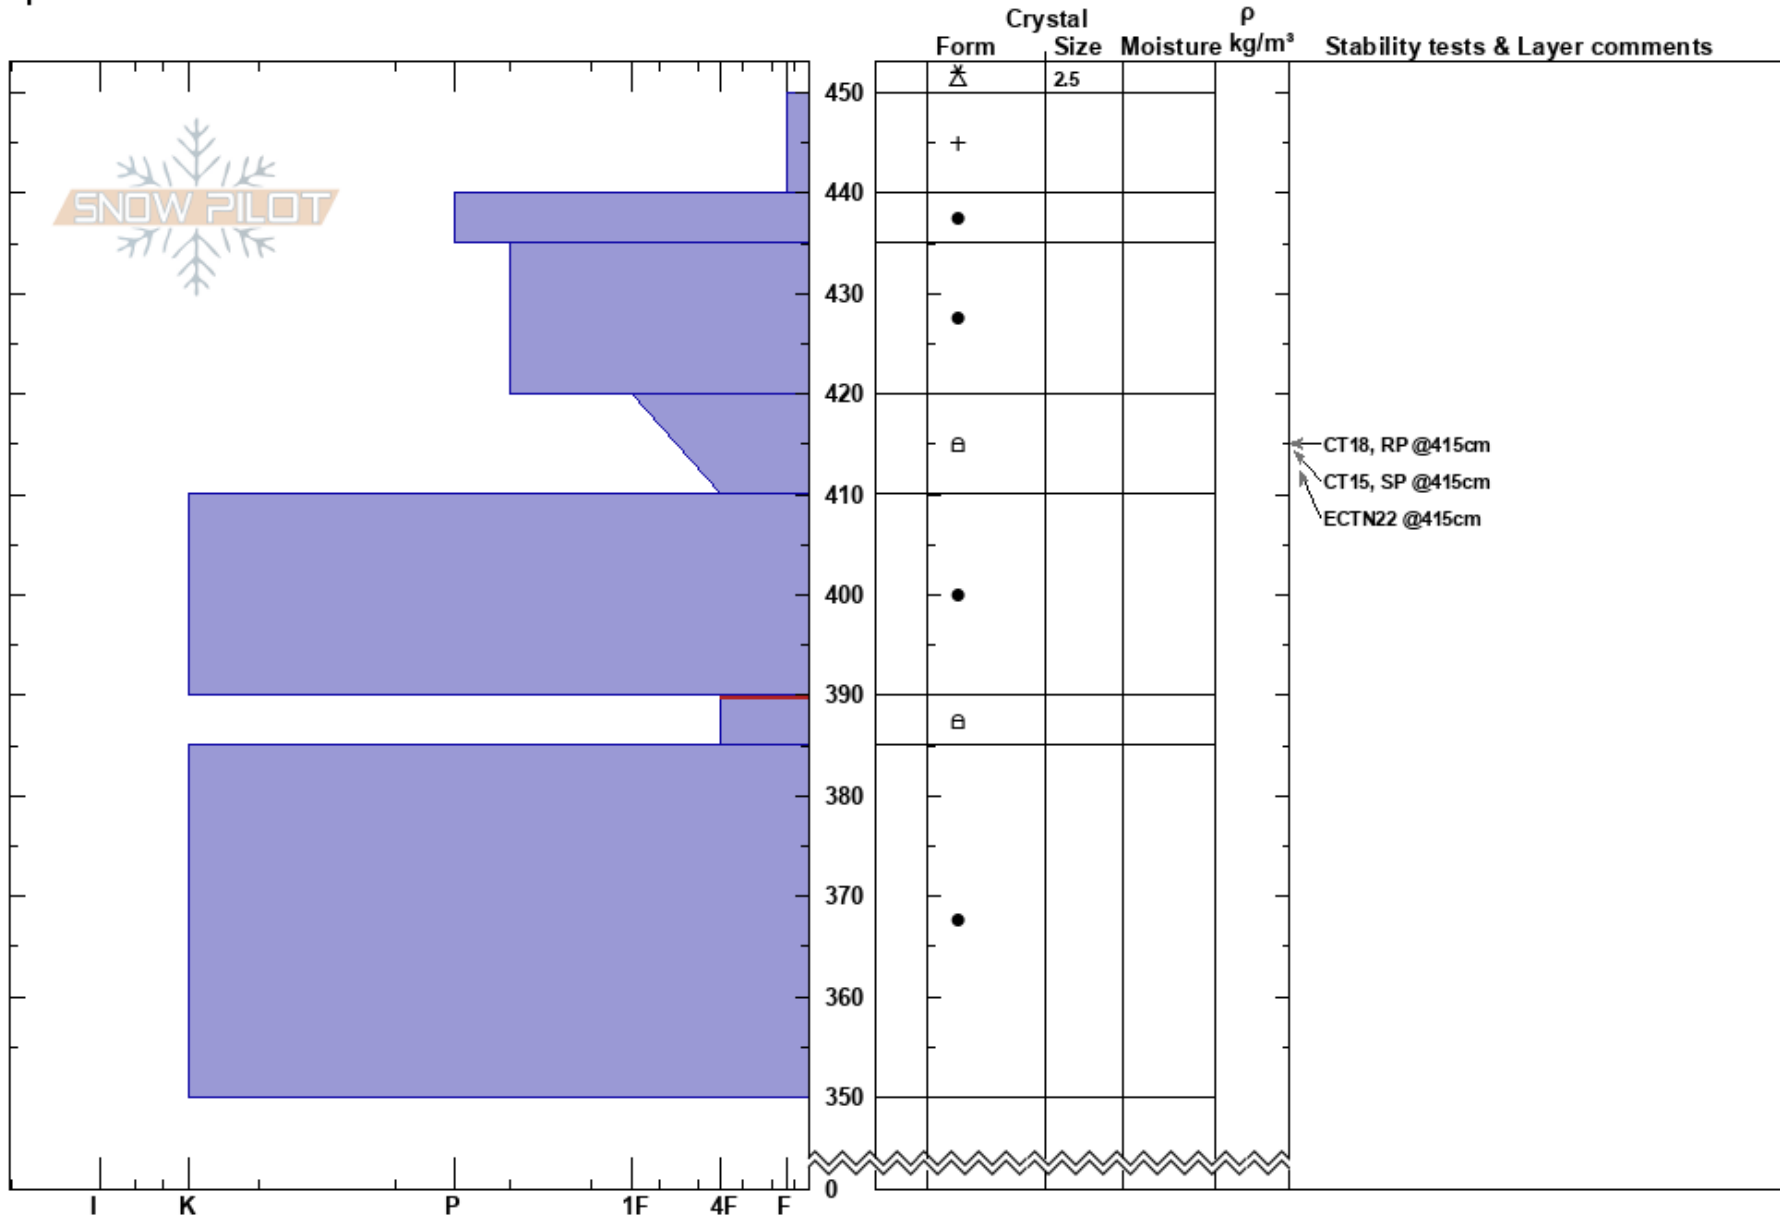 Crystal
ρ
Form Size Moisture kg/m³ Stability tests & Layer comments
2.5
450
SNOW PILOT
440
430
420
CT18, RP @415cm
CT15, SP @415cm
410
ECTN22 @415cm
400
390
380
370
360
350
0
I K P 1F 4F F